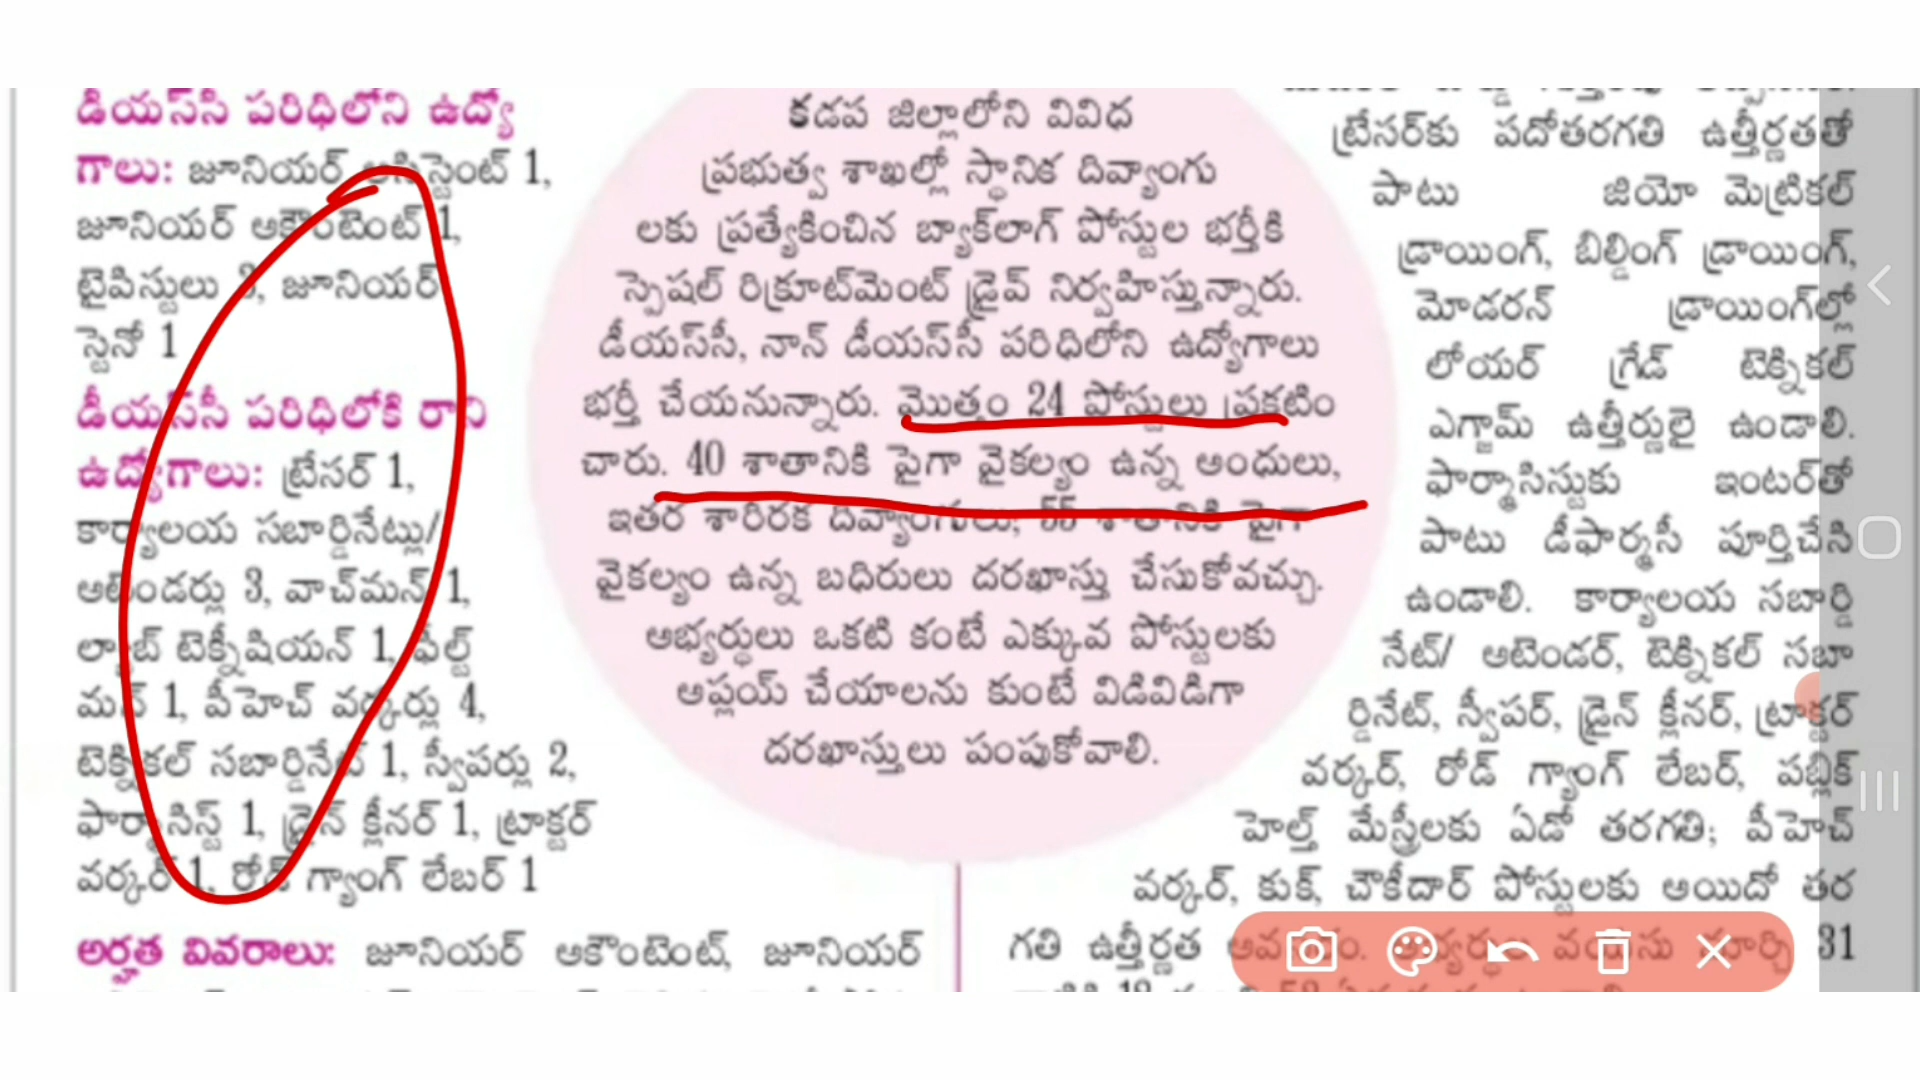 డీయస్‌సీ పరిధిలోని ఉద్యో
గాలు: జూనియర్ అసిస్టెంట్ 1,
జూనియర్ అకౌంటెంట్ 1,
టైపిస్టులు 3, జూనియర్
స్టెనో 1
డీయస్‌సీ పరిధిలోకి రాని
ఉద్యోగాలు: ట్రేసర్ 1,
కార్యాలయ సబార్డినేట్లు/
అటెండర్లు 3, వాచ్‌మన్ 1,
ల్యాబ్ టెక్నీషియన్ 1, ఫీల్డ్
మన్ 1, పీహెచ్ వర్కర్లు 4,
టెక్నికల్ సబార్డినేట్ 1, స్వీపర్లు 2,
ఫార్మాసిస్ట్ 1, డ్రైన్ క్లీనర్ 1, ట్రాక్టర్
వర్కర్ 1, రోడ్ గ్యాంగ్ లేబర్ 1
అర్హత వివరాలు: జూనియర్ అకౌంటెంట్, జూనియర్
కడప జిల్లాలోని వివిధ
ప్రభుత్వ శాఖల్లో స్థానిక దివ్యాంగు
లకు ప్రత్యేకించిన బ్యాక్‌లాగ్ పోస్టుల భర్తీకి
స్పెషల్ రిక్రూట్‌మెంట్ డ్రైవ్ నిర్వహిస్తున్నారు.
డీయస్‌సీ, నాన్ డీయస్‌సీ పరిధిలోని ఉద్యోగాలు
భర్తీ చేయనున్నారు. మొత్తం 24 పోస్టులు ప్రకటిం
చారు. 40 శాతానికి పైగా వైకల్యం ఉన్న అంధులు,
ఇతర శారీరక దివ్యాంగులు; 55 శాతానికి పైగా
వైకల్యం ఉన్న బధిరులు దరఖాస్తు చేసుకోవచ్చు.
అభ్యర్థులు ఒకటి కంటే ఎక్కువ పోస్టులకు
అప్లయ్ చేయాలను కుంటే విడివిడిగా
దరఖాస్తులు పంపుకోవాలి.
ట్రేసర్‌కు పదోతరగతి ఉత్తీర్ణతతో
పాటు జియో మెట్రికల్
డ్రాయింగ్, బిల్డింగ్ డ్రాయింగ్,
మోడరన్ డ్రాయింగ్‌ల్లో
లోయర్ గ్రేడ్ టెక్నికల్
ఎగ్జామ్ ఉత్తీర్ణులై ఉండాలి.
ఫార్మాసిస్టుకు ఇంటర్‌తో
పాటు డీఫార్మసీ పూర్తిచేసి
ఉండాలి. కార్యాలయ సబార్డి
నేట్/ అటెండర్, టెక్నికల్ సబా
ర్డినేట్, స్వీపర్, డ్రైన్ క్లీనర్, ట్రాక్టర్
వర్కర్, రోడ్ గ్యాంగ్ లేబర్, పబ్లిక్
హెల్త్ మేస్త్రీలకు ఏడో తరగతి; పీహెచ్
వర్కర్, కుక్, చౌకీదార్ పోస్టులకు అయిదో తర
గతి ఉత్తీర్ణత అవసరం. అభ్యర్థుల వయసు మార్చి 31